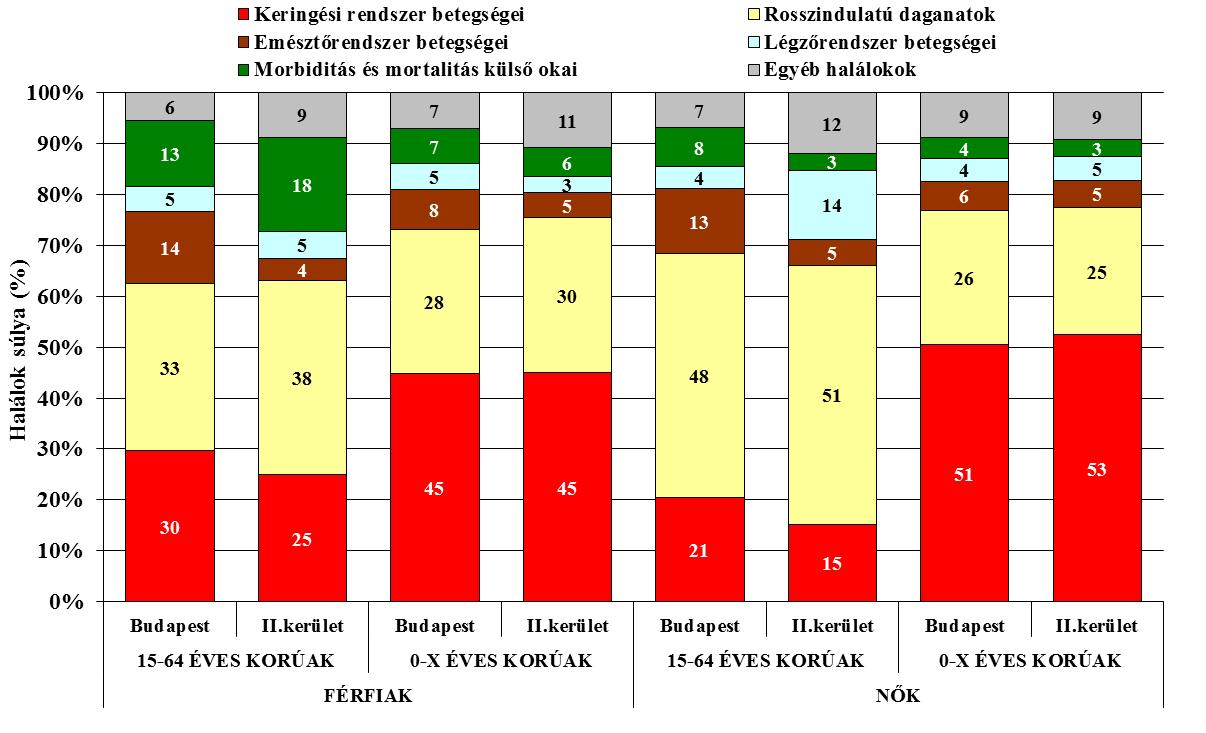 Keringési rendszer betegségei Rosszindulatú daganatok
Emésztőrendszer betegségei Légzőrendszer betegségei
Morbiditás és mortalitás külső okai Egyéb halálokok
Halálok súlya (%)
100%
90%
80%
70%
60%
50%
40%
30%
20%
10%
0%
6 9 7 11 7 12 9 9
13 18 7 6 8 3 4 3
5 5 5 3 4 14 4 5
14 4 8 5 13 5 6 5
33 38 28 30 48 51 26 25
30 25 45 45 21 15 51 53
Budapest II.kerület Budapest II.kerület Budapest II.kerület Budapest II.kerület
15-64 ÉVES KORÚAK 0-X ÉVES KORÚAK 15-64 ÉVES KORÚAK 0-X ÉVES KORÚAK
FÉRFIAK NŐK